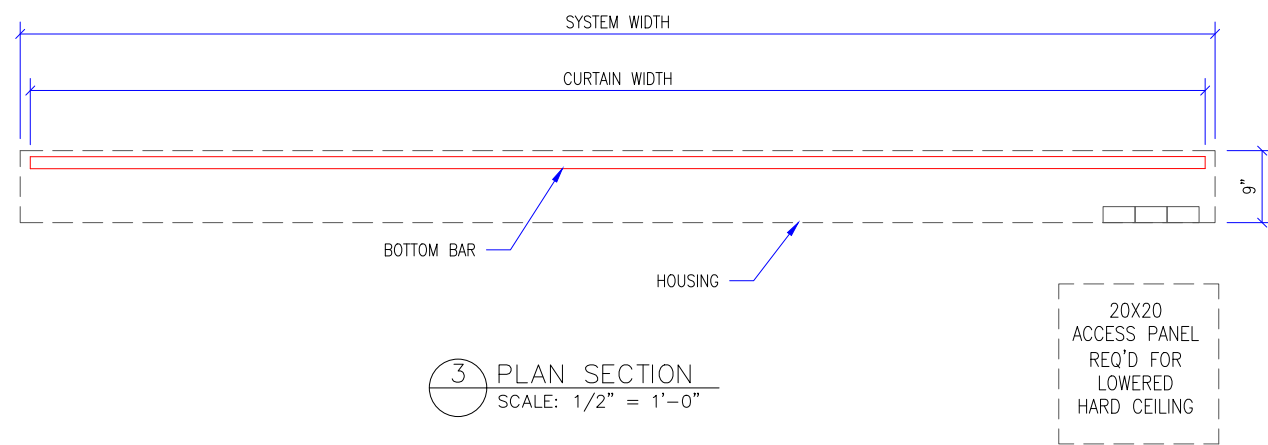 SYSTEM WIDTH
CURTAIN WIDTH
9"
BOTTOM BAR
HOUSING
20X20
ACCESS PANEL
REQ'D FOR
LOWERED
HARD CEILING
3 PLAN SECTION
SCALE: 1/2" = 1'-0"